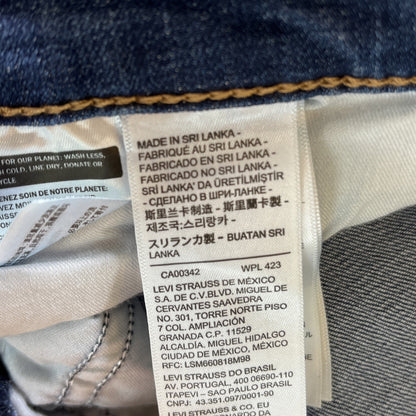 FOR OUR PLANET: WASH LESS,
COLD. LINE DRY, DONATE OR
CYCLE
ENEZ SOIN DE NOTRE PLANETE:
MADE IN SRI LANKA -
FABRIQUÉ AU SRI LANKA -
FABRICADO EN SRI LANKA -
FABRICADO NO SRI LANKA -
SRİ LANKA' DA ÜRETİLMİŞTİR
- СДЕЛАНО В ШРИ-ЛАНКЕ -
斯里兰卡制造 - 斯里蘭卡製 -
제조국:스리랑카 -
スリランカ製 - BUATAN SRI
LANKA
CA00342 WPL 423
LEVI STRAUSS DE MÉXICO
S.A. DE C.V.BLVD. MIGUEL DE
CERVANTES SAAVEDRA
NO. 301, TORRE NORTE PISO
7 COL. AMPLIACIÓN
GRANADA C.P. 11529
ALCALDÍA. MIGUEL HIDALGO
CIUDAD DE MÉXICO, MÉXICO
RFC: LSM660818M98
LEVI STRAUSS DO BRASIL
AV. PORTUGAL, 400 06690-110
ITAPEVI – SAO PAULO BRASIL
CNPJ: 43.351.097/0001-90
LEVI STRAUSS & CO. EURO